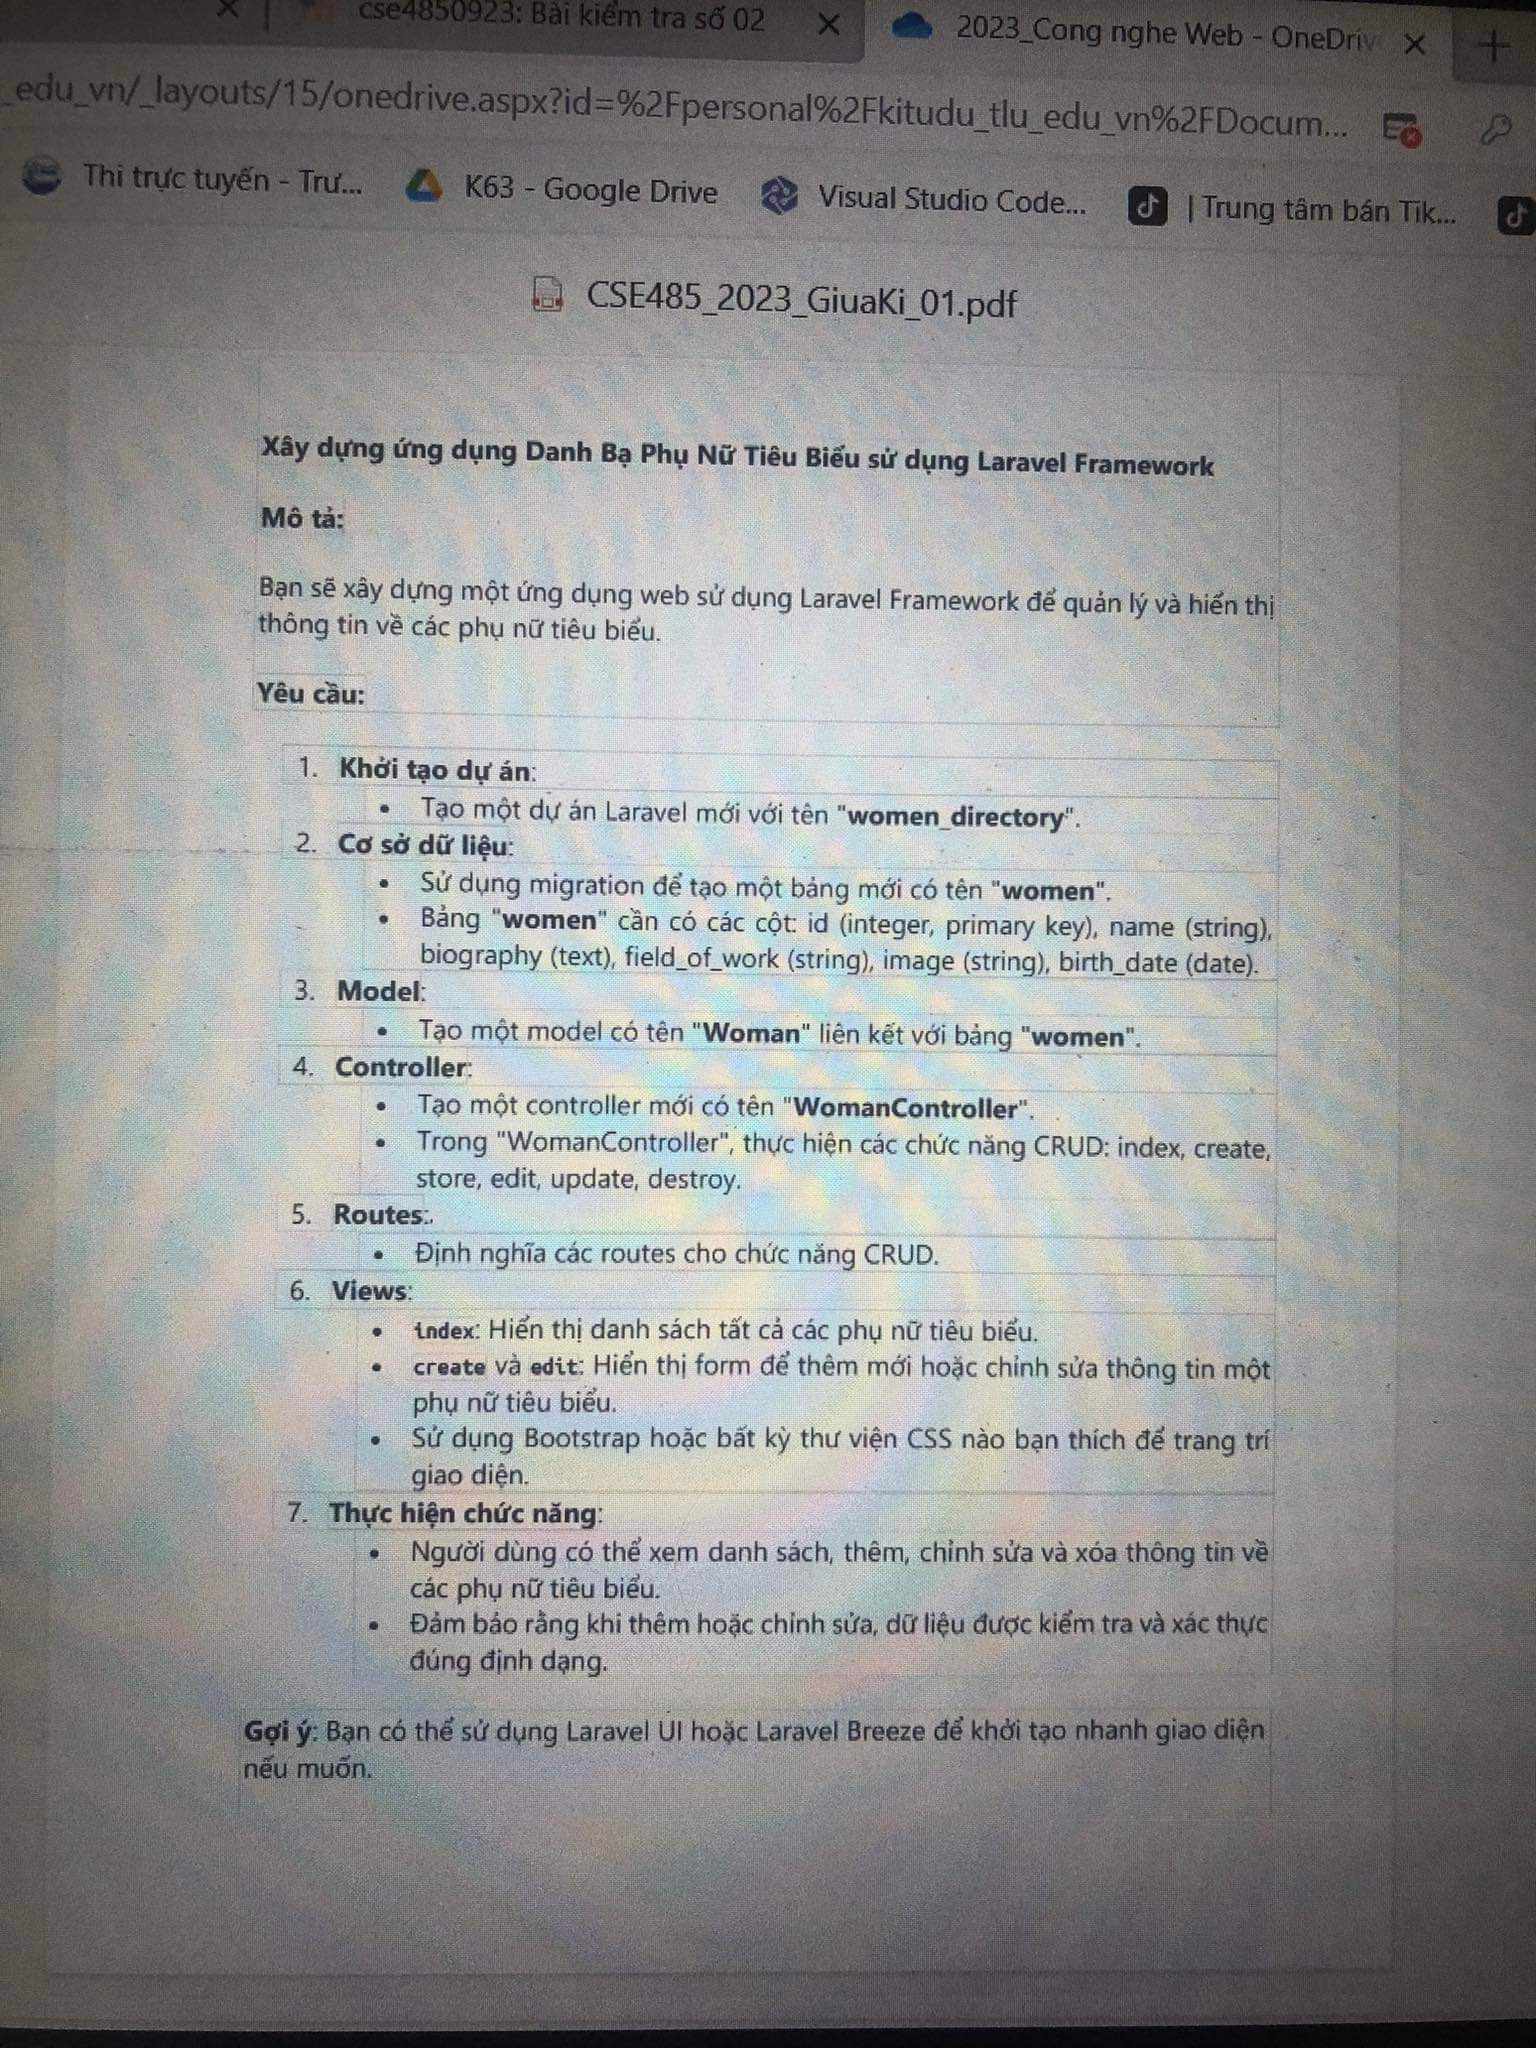 cse4850923: Bài kiểm tra số 02
2023_Cong nghe Web - OneDriv
_edu_vn/_layouts/15/onedrive.aspx?id=%2Fpersonal%2Fkitudu_tlu_edu_vn%2FDocum...
Thi trực tuyến - Trư...
K63 - Google Drive
Visual Studio Code...
| Trung tâm bán Tik...
CSE485_2023_GiuaKi_01.pdf
Xây dựng ứng dụng Danh Bạ Phụ Nữ Tiêu Biểu sử dụng Laravel Framework
Mô tả:
Bạn sẽ xây dựng một ứng dụng web sử dụng Laravel Framework để quản lý và hiển thị
thông tin về các phụ nữ tiêu biểu.
Yêu cầu:
1. Khởi tạo dự án:
• Tạo một dự án Laravel mới với tên "women_directory".
2. Cơ sở dữ liệu:
• Sử dụng migration để tạo một bảng mới có tên "women".
• Bảng "women" cần có các cột: id (integer, primary key), name (string),
biography (text), field_of_work (string), image (string), birth_date (date).
3. Model:
• Tạo một model có tên "Woman" liên kết với bảng "women".
4. Controller:
• Tạo một controller mới có tên "WomanController".
• Trong "WomanController", thực hiện các chức năng CRUD: index, create,
store, edit, update, destroy.
5. Routes:.
• Định nghĩa các routes cho chức năng CRUD.
6. Views:
• index: Hiển thị danh sách tất cả các phụ nữ tiêu biểu.
• create và edit: Hiển thị form để thêm mới hoặc chỉnh sửa thông tin một
phụ nữ tiêu biểu.
• Sử dụng Bootstrap hoặc bất kỳ thư viện CSS nào bạn thích để trang trí
giao diện.
7. Thực hiện chức năng:
• Người dùng có thể xem danh sách, thêm, chỉnh sửa và xóa thông tin về
các phụ nữ tiêu biểu.
• Đảm bảo rằng khi thêm hoặc chỉnh sửa, dữ liệu được kiểm tra và xác thực
đúng định dạng.
Gợi ý: Bạn có thể sử dụng Laravel UI hoặc Laravel Breeze để khởi tạo nhanh giao diện
nếu muốn.